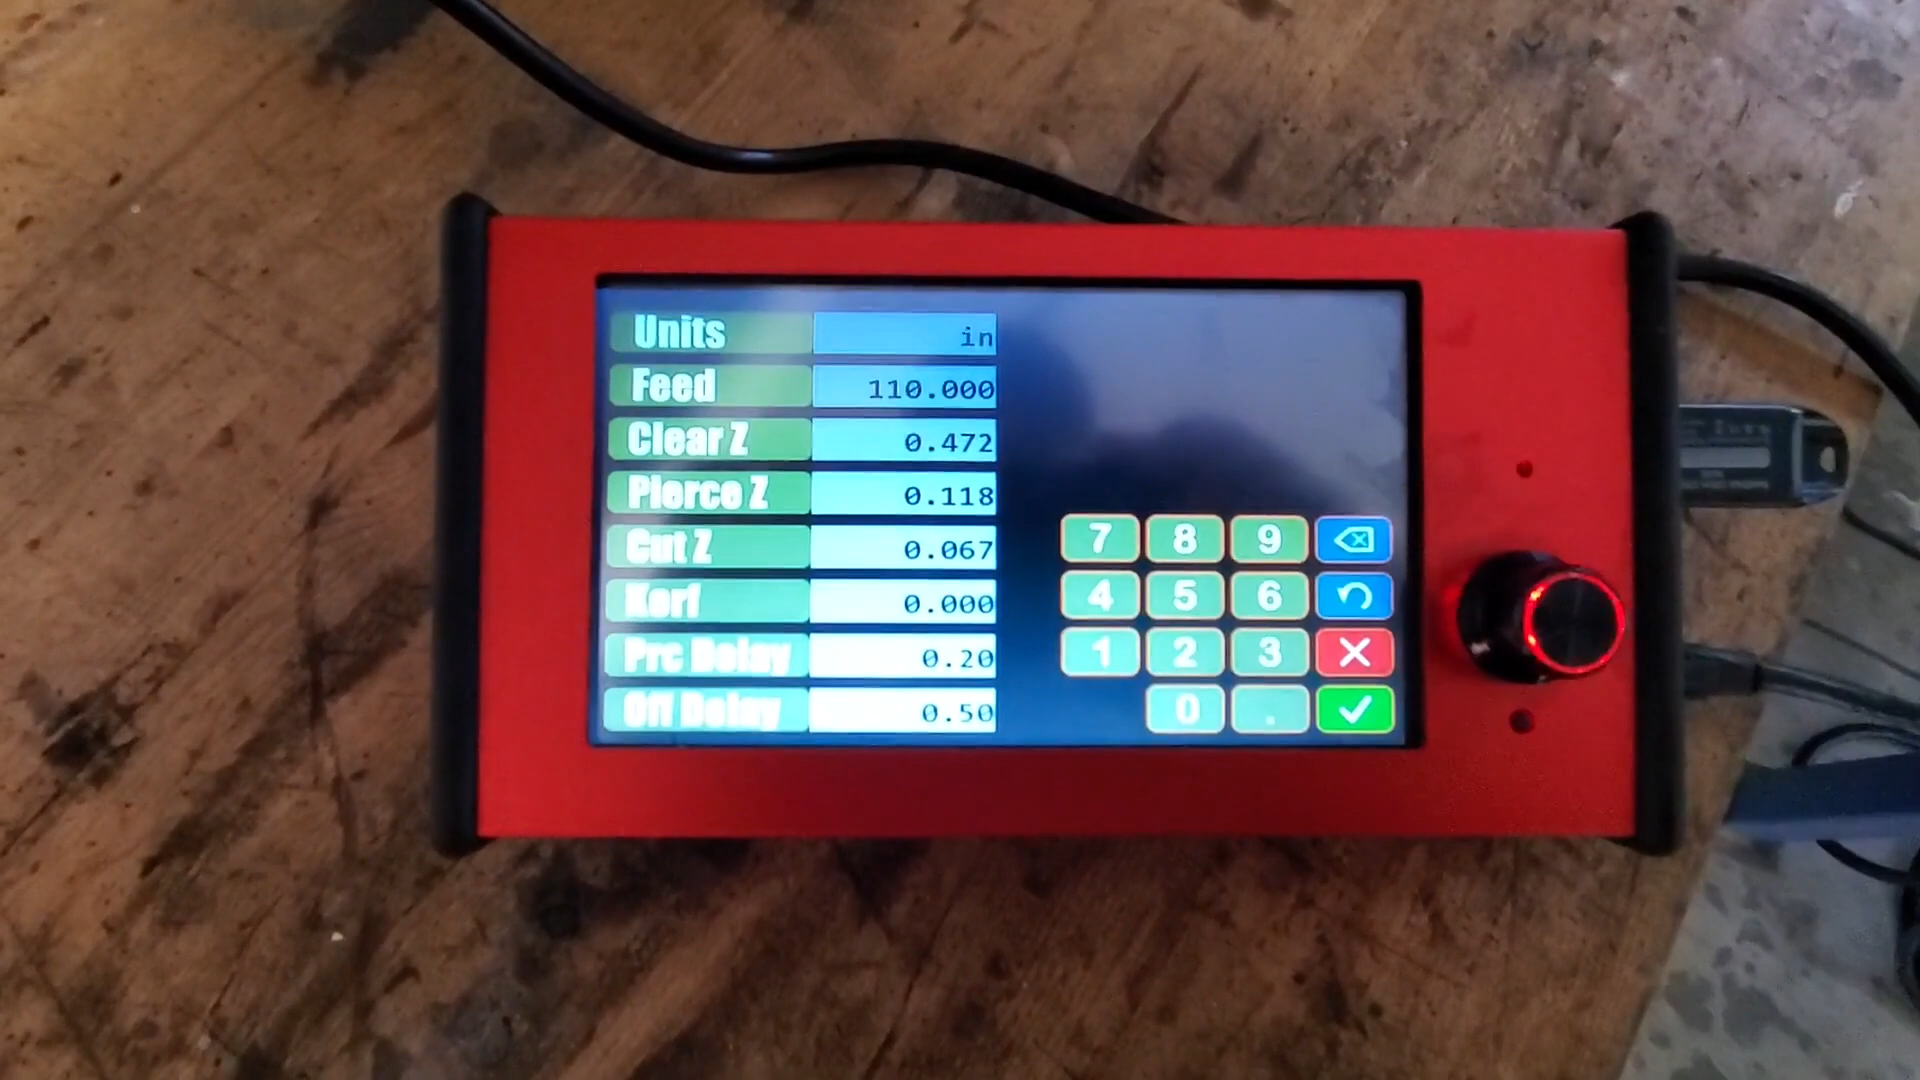 Units in
Feed 110.000
Clear Z 0.472
Pierce Z 0.118
Cut Z 0.067
Kerf 0.000
Prc Delay 0.20
Off Delay 0.50
7 8 9
4 5 6
1 2 3
0 .